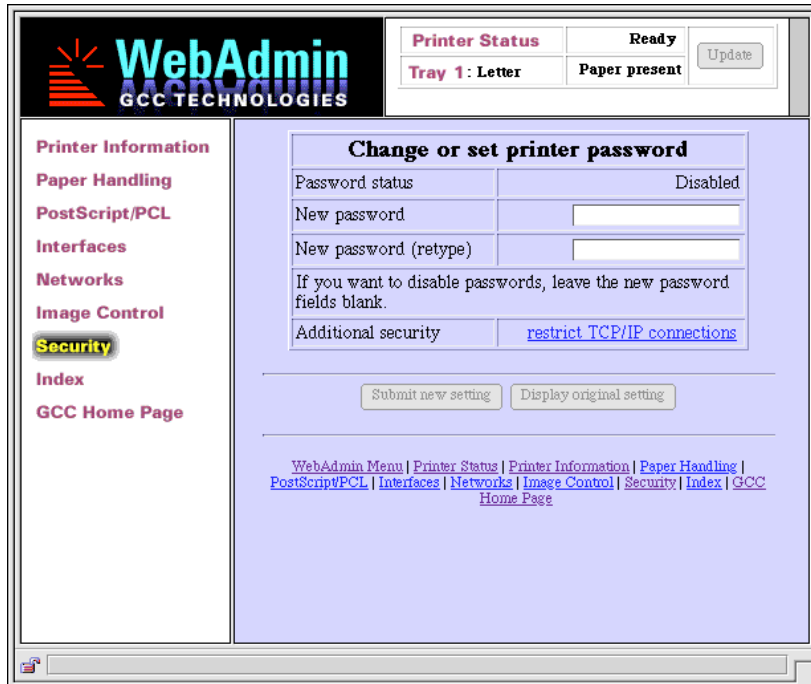 WebAdmin
GCC TECHNOLOGIES
Printer Status Ready
Tray 1: Letter Paper present
Update
Printer Information
Paper Handling
PostScript/PCL
Interfaces
Networks
Image Control
Security
Index
GCC Home Page
Change or set printer password
Password status Disabled
New password
New password (retype)
If you want to disable passwords, leave the new password
fields blank.
Additional security restrict TCP/IP connections
Submit new setting Display original setting
WebAdmin Menu | Printer Status | Printer Information | Paper Handling |
PostScript/PCL | Interfaces | Networks | Image Control | Security | Index | GCC
Home Page